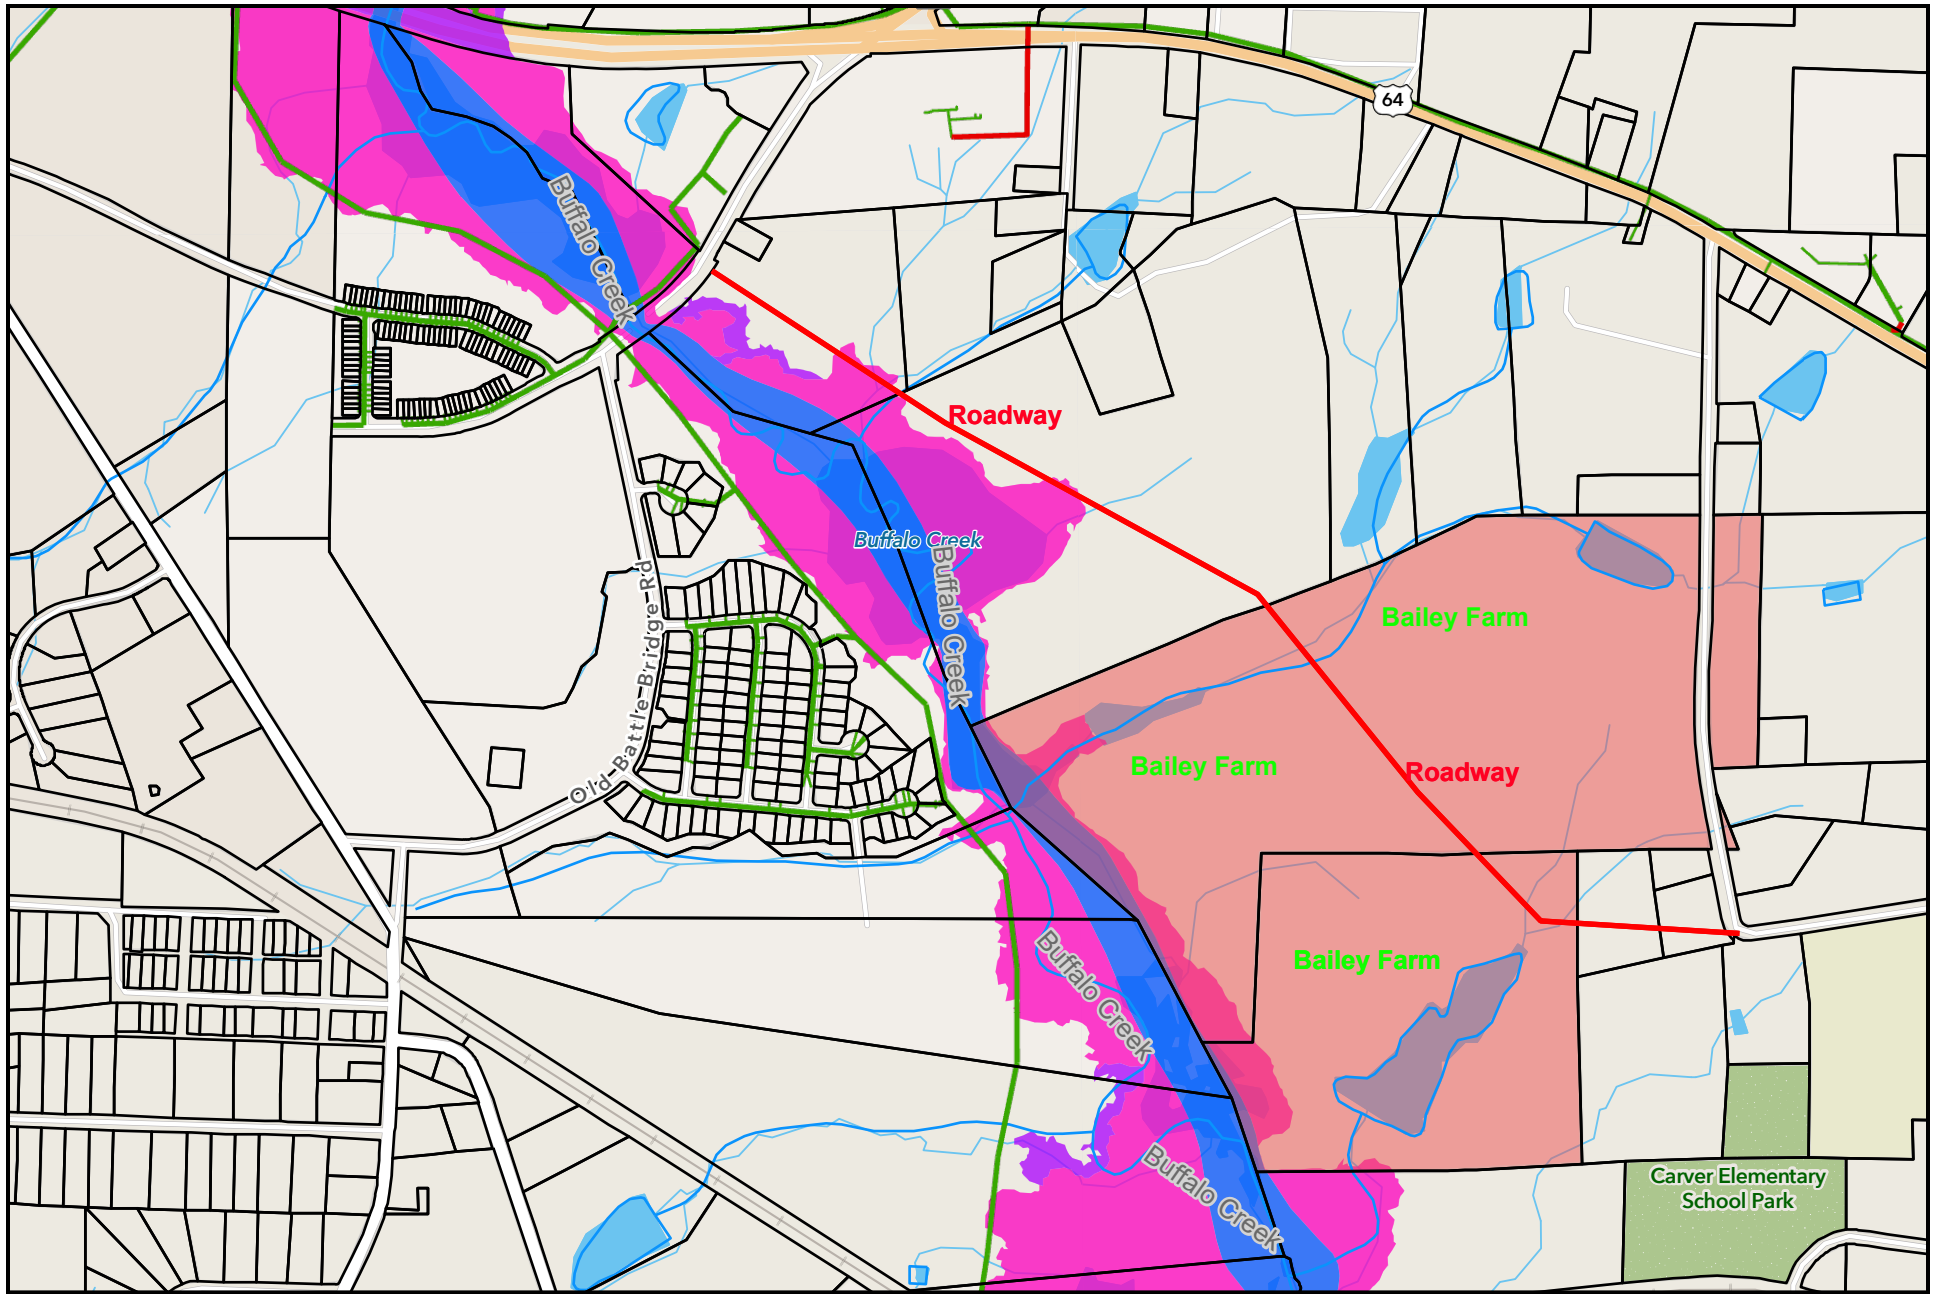 64
Buffalo Creek
Roadway
Buffalo Creek
Buffalo Creek
Old Battle Bridge Rd
Bailey Farm
Bailey Farm
Roadway
Bailey Farm
Buffalo Creek
Buffalo Creek
Carver Elementary
School Park